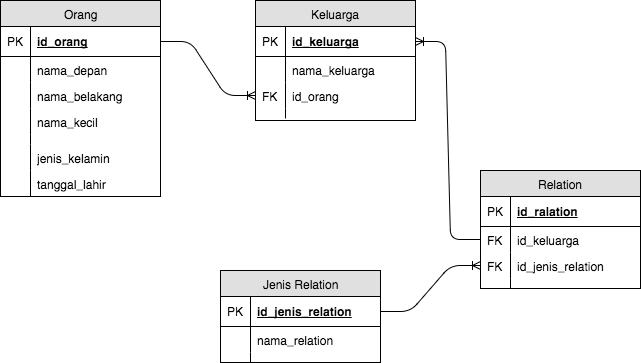 Orang
PK id_orang
nama_depan
nama_belakang
nama_kecil
jenis_kelamin
tanggal_lahir
Keluarga
PK id_keluarga
nama_keluarga
FK id_orang
Relation
PK id_ralation
FK id_keluarga
FK id_jenis_relation
Jenis Relation
PK id_jenis_relation
nama_relation